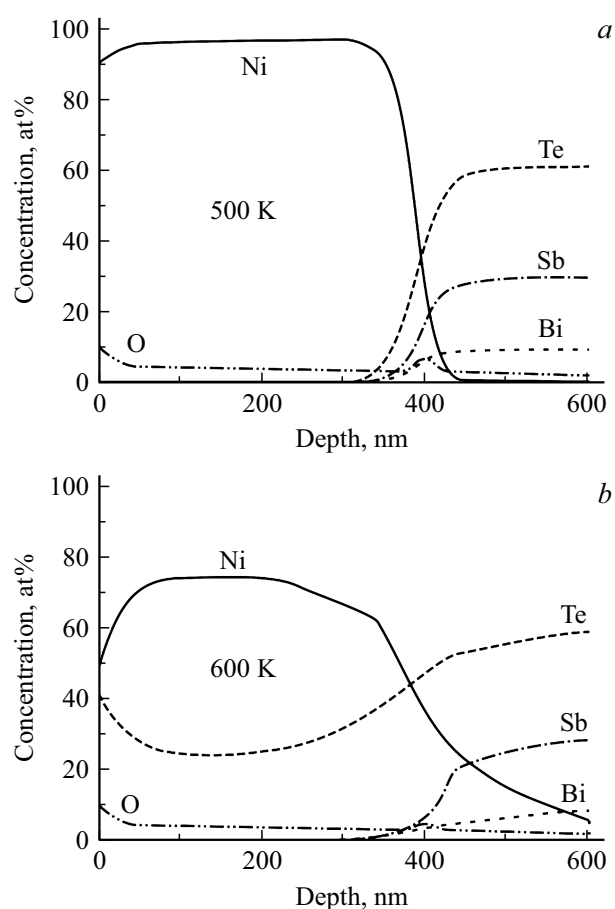 a
100
80
60
40
20
0
Concentration, at%
Ni
500 K
Te
Sb
Bi
O
0
200
400
600
Depth, nm
b
100
80
60
40
20
0
Concentration, at%
Ni
600 K
Te
Sb
Bi
O
0
200
400
600
Depth, nm